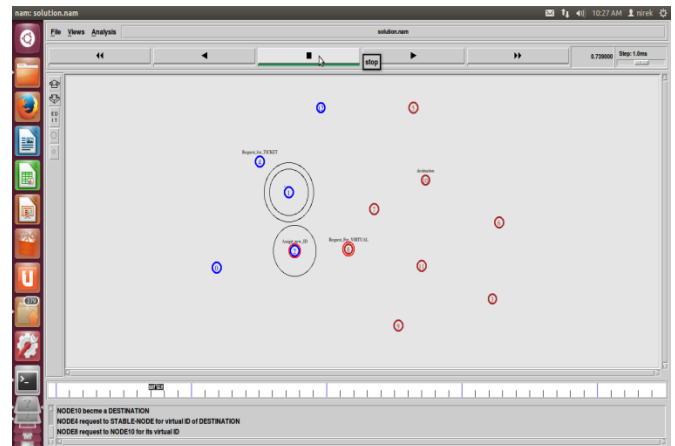 nam: solution.nam
10:27 AM nirek
File Views Analysis
solution.nam
0.739000
Step: 1.0ms
stop
Request_for_TICKET
destination
Assign_new_ID
Request_For_VIRTUAL
NODE10 become a DESTINATION
NODE4 request to STABLE-NODE for virtual ID of DESTINATION
NODE8 request to NODE10 for its virtual ID